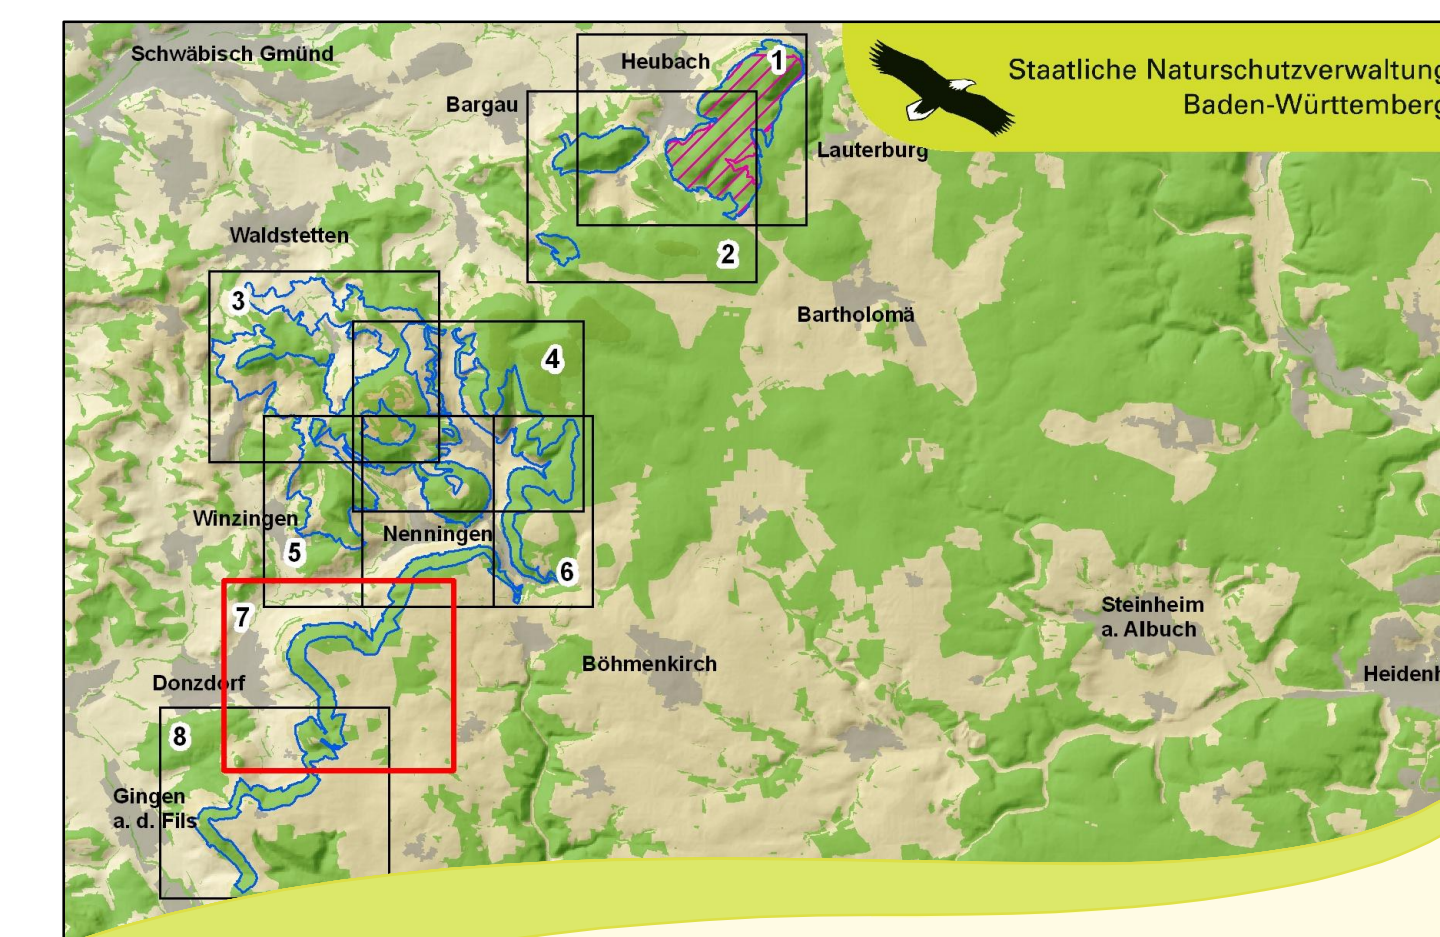 Schwäbisch Gmünd
Heubach
1
Staatliche Naturschutzverwaltung
Baden-Württemberg
Bargau
Lauterburg
Waldstetten
2
3
Bartholomä
4
Winzingen
Nenningen
5
6
7
Steinheim
a. Albuch
Böhmenkirch
Heidenh
Donzdorf
8
Gingen
a. d. Fils